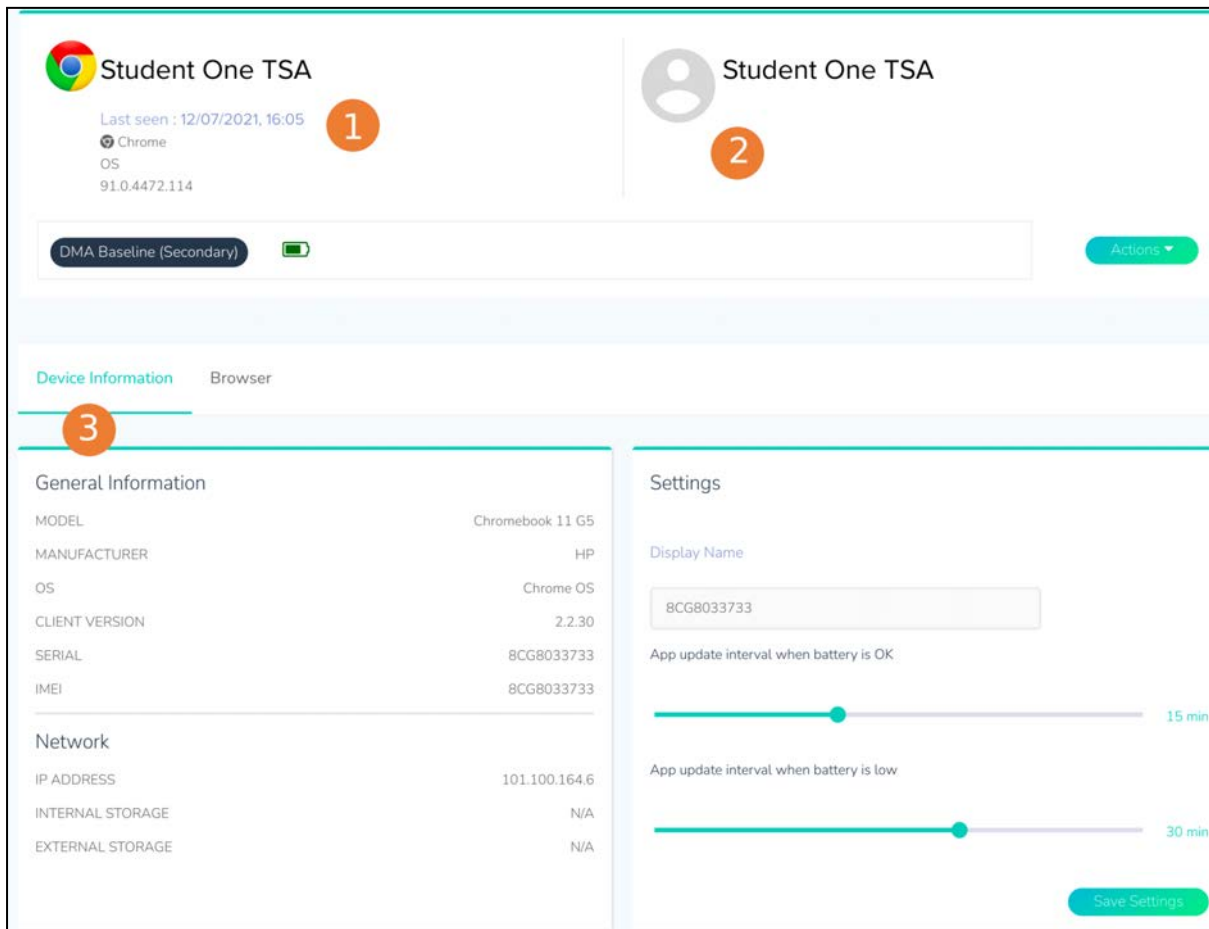 Student One TSA
Last seen : 12/07/2021, 16:05
1
Chrome
OS
91.0.4472.114
Student One TSA
2
DMA Baseline (Secondary)
Actions
Device Information
Browser
3
General Information
MODEL Chromebook 11 G5
MANUFACTURER HP
OS Chrome OS
CLIENT VERSION 2.2.30
SERIAL 8CG8033733
IMEI 8CG8033733
Network
IP ADDRESS 101.100.164.6
INTERNAL STORAGE N/A
EXTERNAL STORAGE N/A
Settings
Display Name
8CG8033733
App update interval when battery is OK
15 min
App update interval when battery is low
30 min
Save Settings